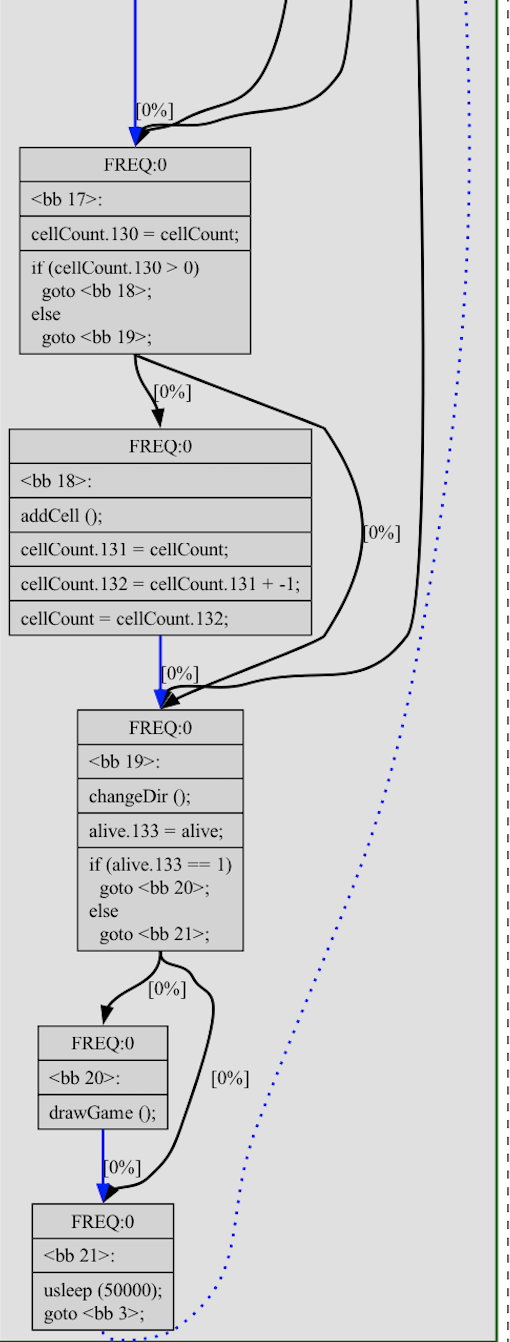 [0%]
FREQ:0
<bb 17>:
cellCount.130 = cellCount;
if (cellCount.130 > 0)
goto <bb 18>;
else
goto <bb 19>;
[0%]
FREQ:0
<bb 18>:
addCell ();
cellCount.131 = cellCount;
cellCount.132 = cellCount.131 + -1;
cellCount = cellCount.132;
[0%]
[0%]
FREQ:0
<bb 19>:
changeDir ();
alive.133 = alive;
if (alive.133 == 1)
goto <bb 20>;
else
goto <bb 21>;
[0%]
FREQ:0
<bb 20>:
drawGame ();
[0%]
[0%]
FREQ:0
<bb 21>:
usleep (50000);
goto <bb 3>;